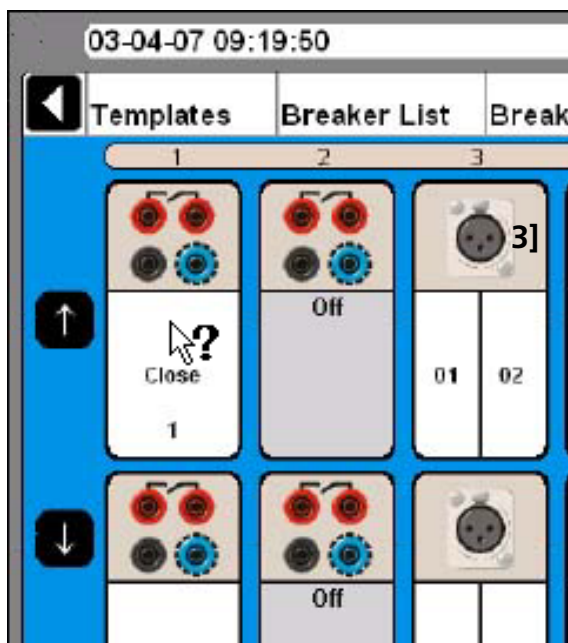 03-04-07 09:19:50
Templates Breaker List Break
1 2 3
3]
Off
?
Close 01 02
1
Off